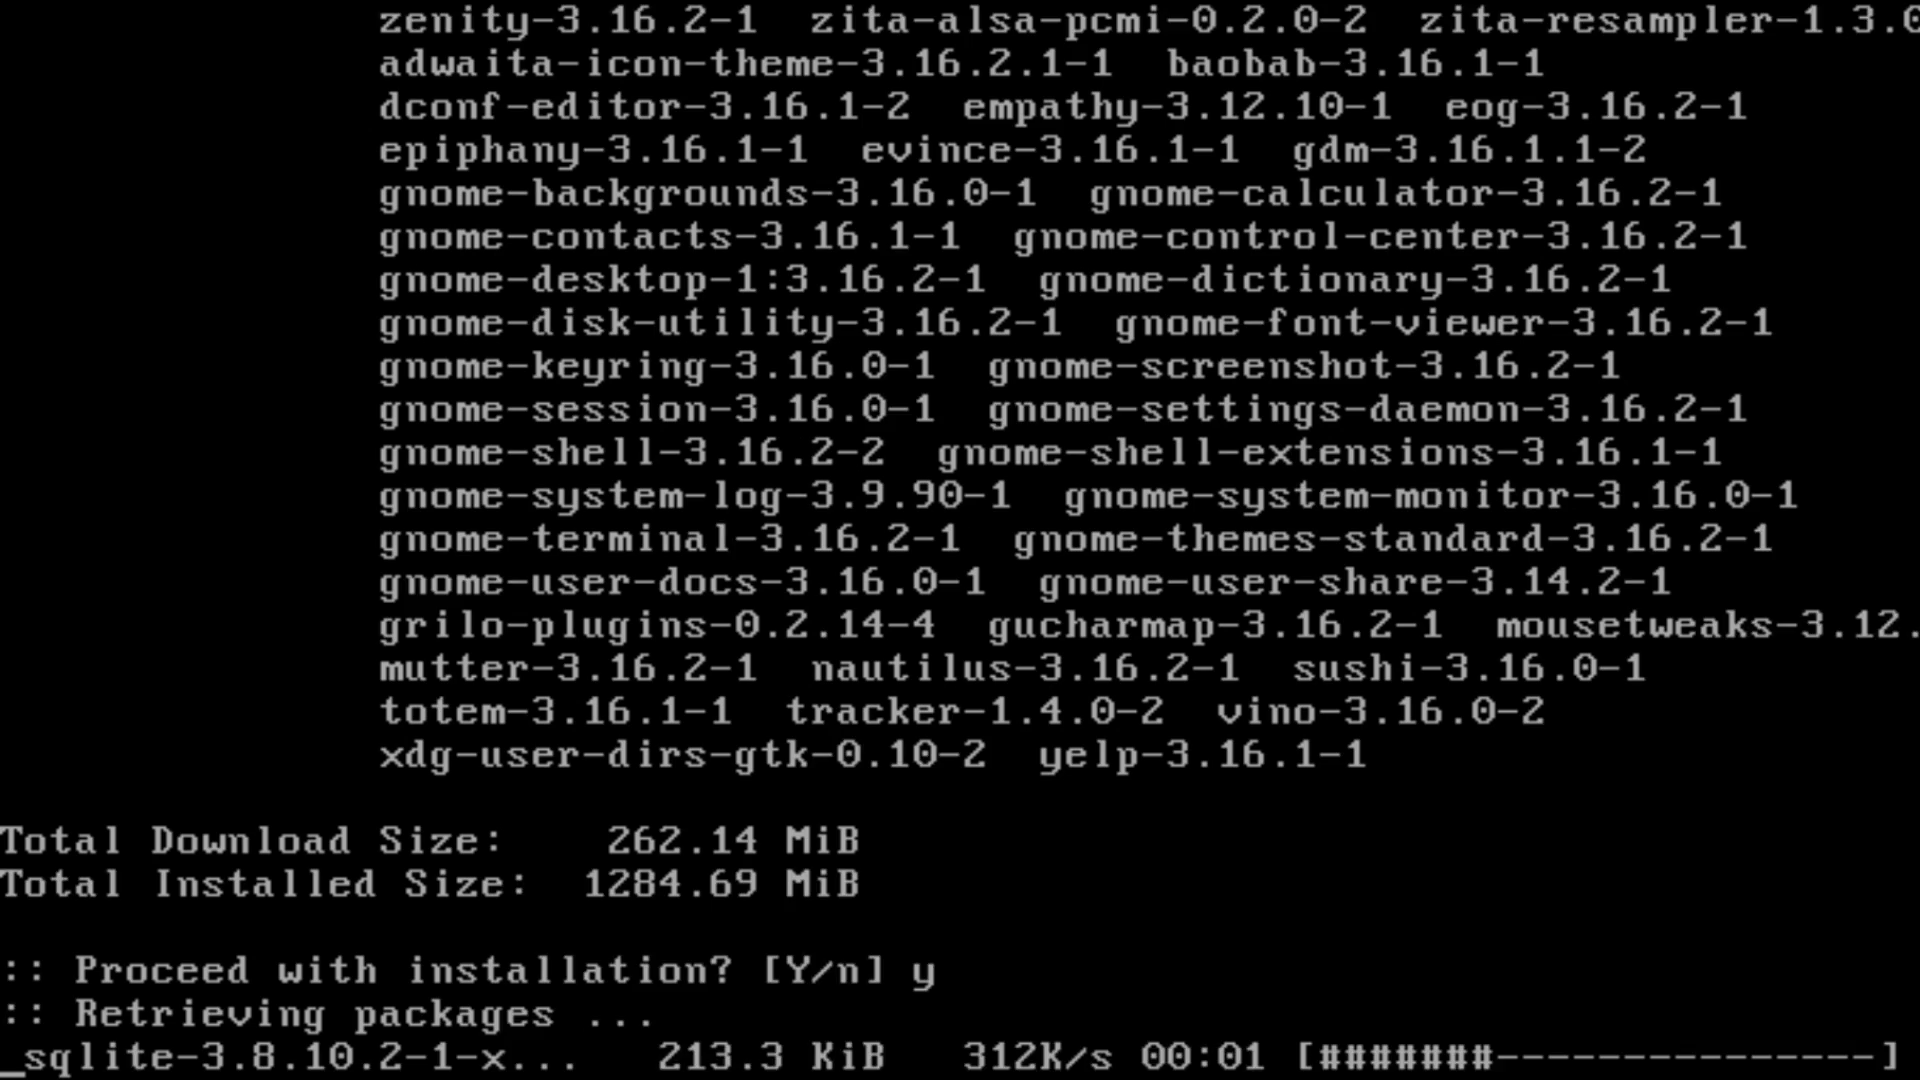 zenity-3.16.2-1  zita-alsa-pcmi-0.2.0-2  zita-resampler-1.3.0
adwaita-icon-theme-3.16.2.1-1  baobab-3.16.1-1
dconf-editor-3.16.1-2  empathy-3.12.10-1  eog-3.16.2-1
epiphany-3.16.1-1  evince-3.16.1-1  gdm-3.16.1.1-2
gnome-backgrounds-3.16.0-1  gnome-calculator-3.16.2-1
gnome-contacts-3.16.1-1  gnome-control-center-3.16.2-1
gnome-desktop-1:3.16.2-1  gnome-dictionary-3.16.2-1
gnome-disk-utility-3.16.2-1  gnome-font-viewer-3.16.2-1
gnome-keyring-3.16.0-1  gnome-screenshot-3.16.2-1
gnome-session-3.16.0-1  gnome-settings-daemon-3.16.2-1
gnome-shell-3.16.2-2  gnome-shell-extensions-3.16.1-1
gnome-system-log-3.9.90-1  gnome-system-monitor-3.16.0-1
gnome-terminal-3.16.2-1  gnome-themes-standard-3.16.2-1
gnome-user-docs-3.16.0-1  gnome-user-share-3.14.2-1
grilo-plugins-0.2.14-4  gucharmap-3.16.2-1  mousetweaks-3.12.
mutter-3.16.2-1  nautilus-3.16.2-1  sushi-3.16.0-1
totem-3.16.1-1  tracker-1.4.0-2  vino-3.16.0-2
xdg-user-dirs-gtk-0.10-2  yelp-3.16.1-1
Total Download Size:    262.14 MiB
Total Installed Size:  1284.69 MiB
:: Proceed with installation? [Y/n] y
:: Retrieving packages ...
_sqlite-3.8.10.2-1-x...   213.3 KiB   312K/s 00:01 [#######---------------]